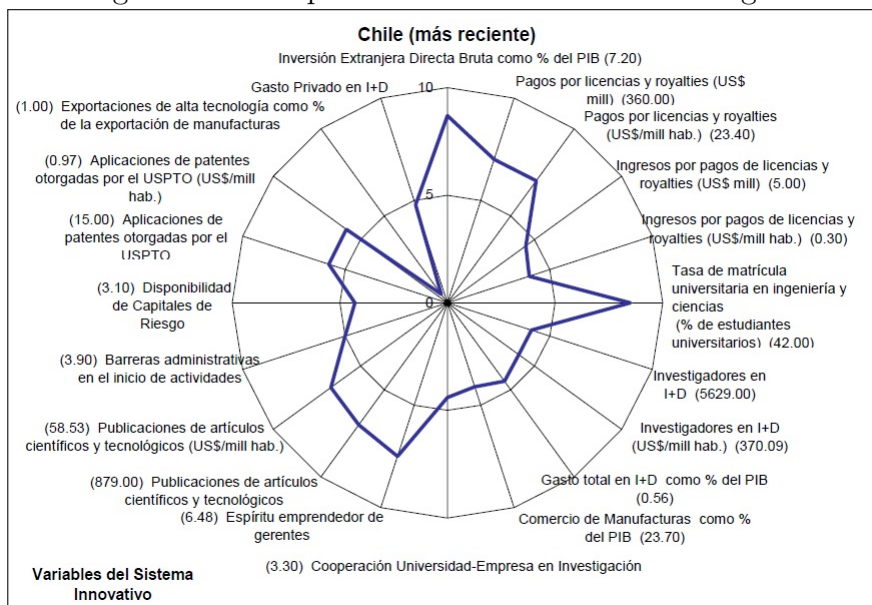 Chile (más reciente)
Inversión Extranjera Directa Bruta como % del PIB (7.20)
Pagos por licencias y royalties (US$
mill) (360.00)
Pagos por licencias y royalties
(US$/mill hab.) (23.40)
Ingresos por pagos de licencias y
royalties (US$ mill) (5.00)
Ingresos por pagos de licencias y
royalties (US$/mill hab.) (0.30)
Tasa de matrícula
universitaria en ingeniería y
ciencias
(% de estudiantes
universitarios) (42.00)
Investigadores en
I+D (5629.00)
Investigadores en I+D
(US$/mill hab.) (370.09)
Gasto total en I+D como % del PIB
(0.56)
Comercio de Manufacturas como %
del PIB (23.70)
(3.30) Cooperación Universidad-Empresa en Investigación
(6.48) Espíritu emprendedor de
gerentes
(879.00) Publicaciones de artículos
científicos y tecnológicos
(58.53) Publicaciones de artículos
científicos y tecnológicos (US$/mill hab.)
(3.90) Barreras administrativas
en el inicio de actividades
(3.10) Disponibilidad
de Capitales de
Riesgo
(15.00) Aplicaciones de
patentes otorgadas por el
USPTO
(0.97) Aplicaciones de patentes
otorgadas por el USPTO (US$/mill
hab.)
(1.00) Exportaciones de alta tecnología como %
de la exportación de manufacturas
Gasto Privado en I+D
10
5
0
Variables del Sistema
Innovativo